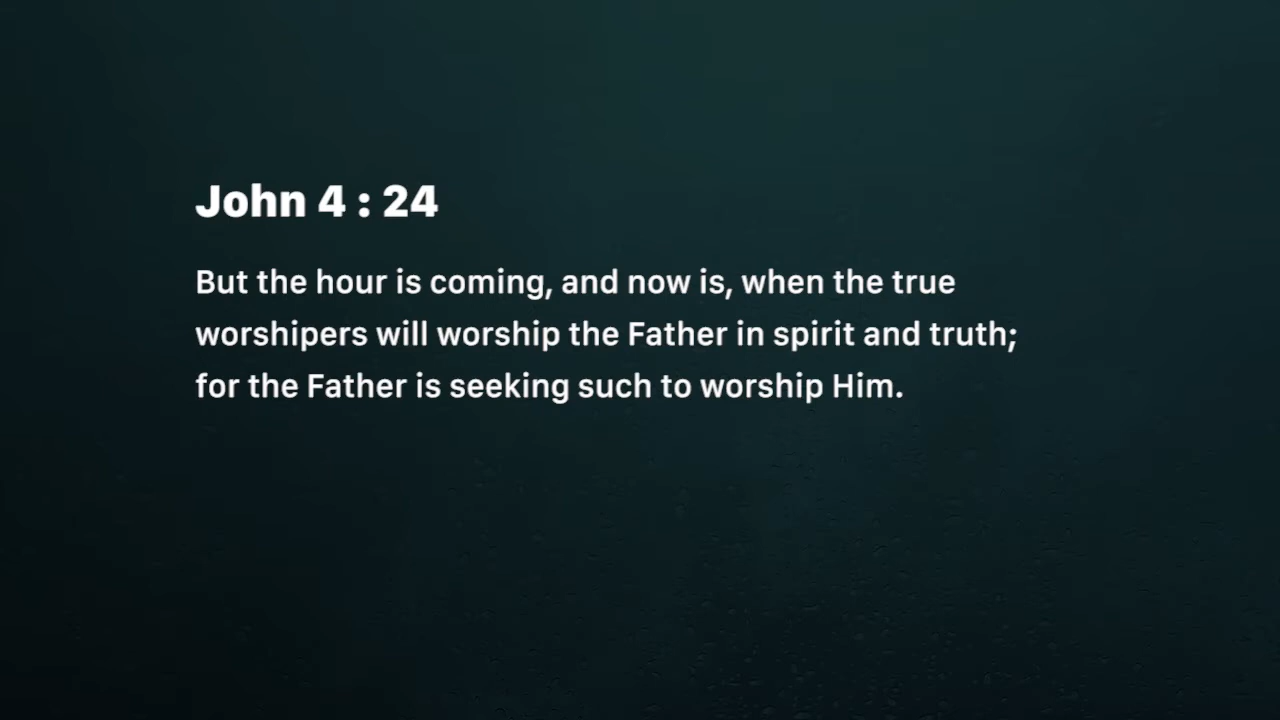 John 4 : 24
But the hour is coming, and now is, when the true
worshipers will worship the Father in spirit and truth;
for the Father is seeking such to worship Him.